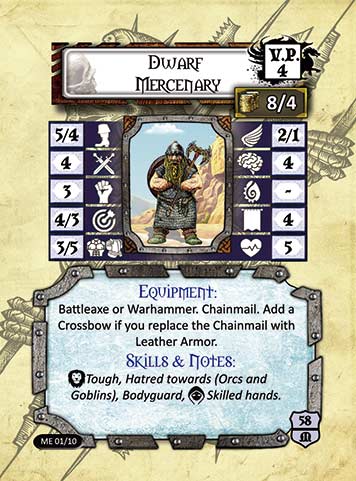 Dwarf
Mercenary
V.P.
4
8/4
5/4
2/1
4
4
3
-
4/3
4
3/5
5
Equipment:
Battleaxe or Warhammer. Chainmail. Add a
Crossbow if you replace the Chainmail with
Leather Armor.
Skills & Notes:
Tough, Hatred towards (Orcs and
Goblins), Bodyguard, Skilled hands.
ME 01/10
58
M